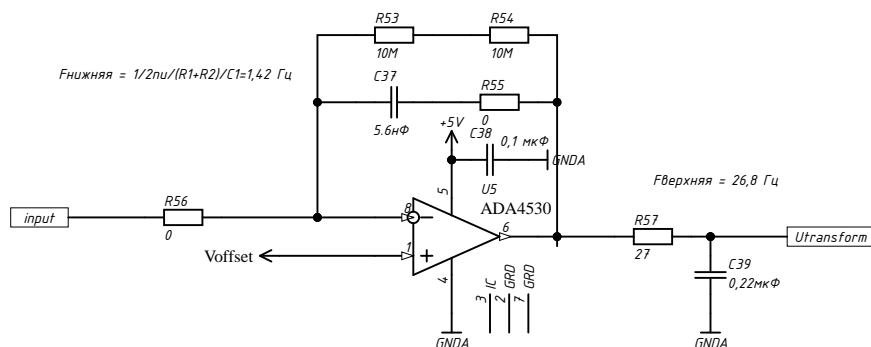 R53
R54
10M
10M
Fнижняя = 1/2пи/(R1+R2)/C1=1,42 Гц
C37
R55
5.6нФ
0
+5V
C38
0,1 мкФ
GNDA
5
U5
Fверхняя = 26,8 Гц
R56
8
ADA4530
input
6
R57
Utransform
0
Voffset
1
27
C39
0,22мкФ
4
3
IC
2
GRD
7
GRD
GNDA
GNDA